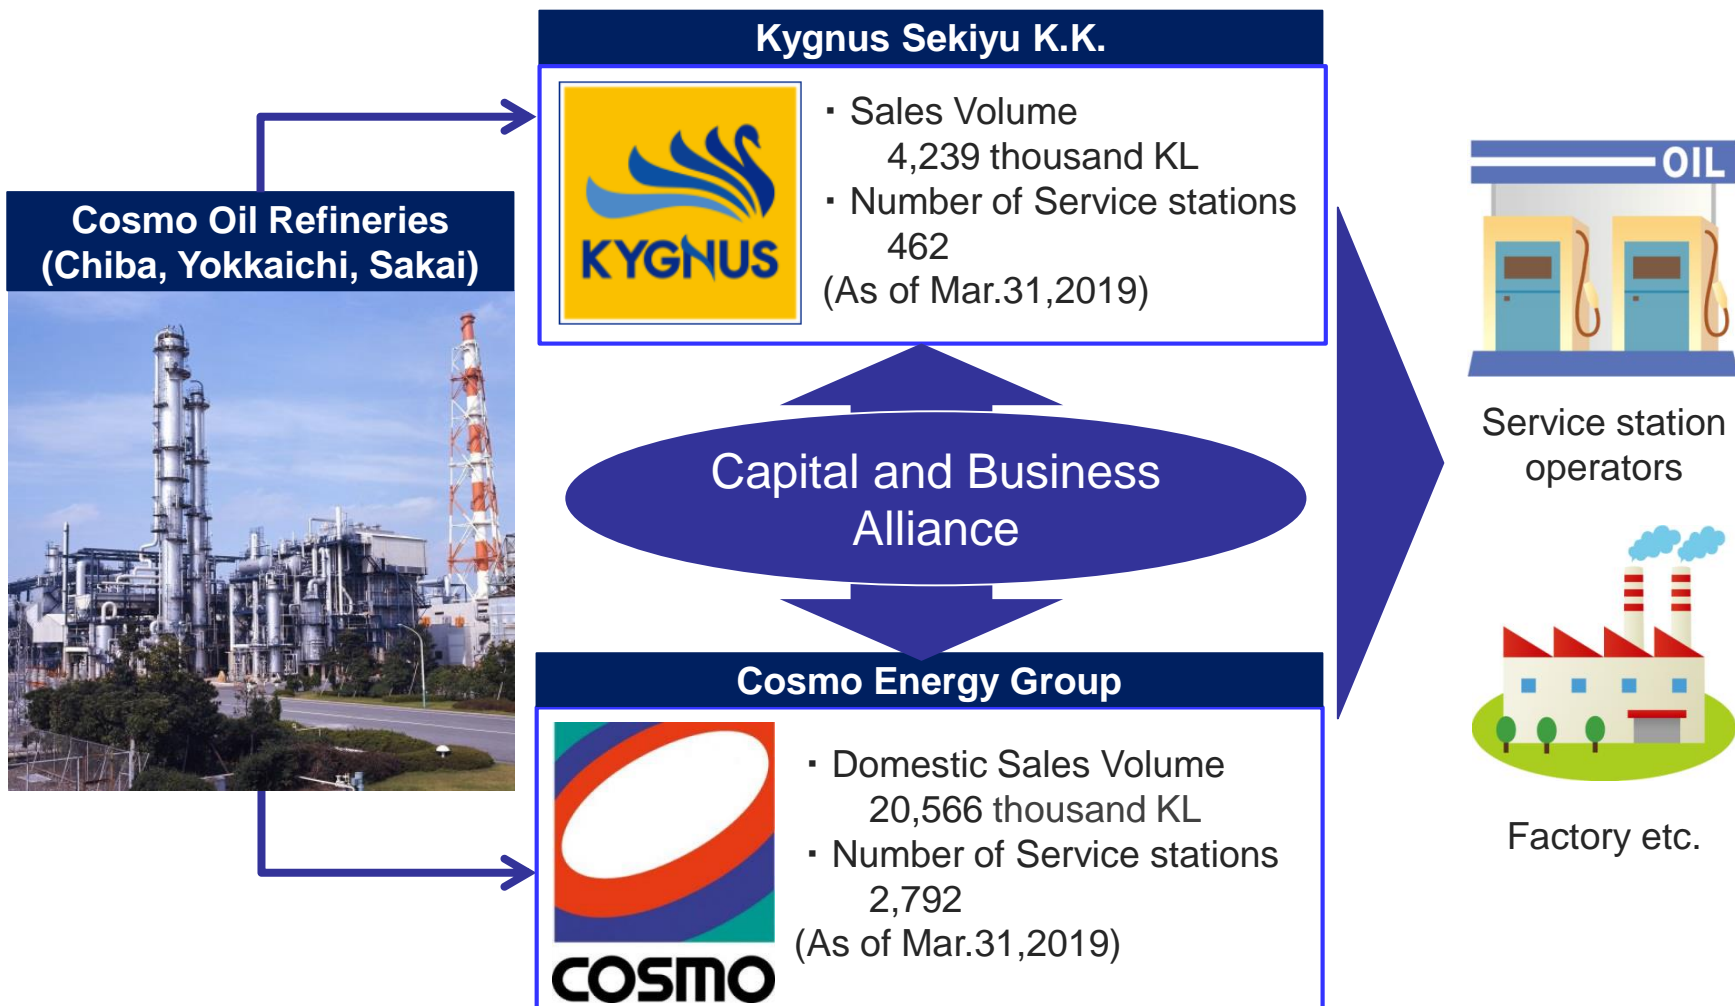 Kygnus Sekiyu K.K.
KYGNUS
・Sales Volume
4,239 thousand KL
・Number of Service stations
462
(As of Mar.31,2019)
Cosmo Oil Refineries
(Chiba, Yokkaichi, Sakai)
Capital and Business
Alliance
Cosmo Energy Group
COSMO
・Domestic Sales Volume
20,566 thousand KL
・Number of Service stations
2,792
(As of Mar.31,2019)
OIL
Service station
operators
Factory etc.